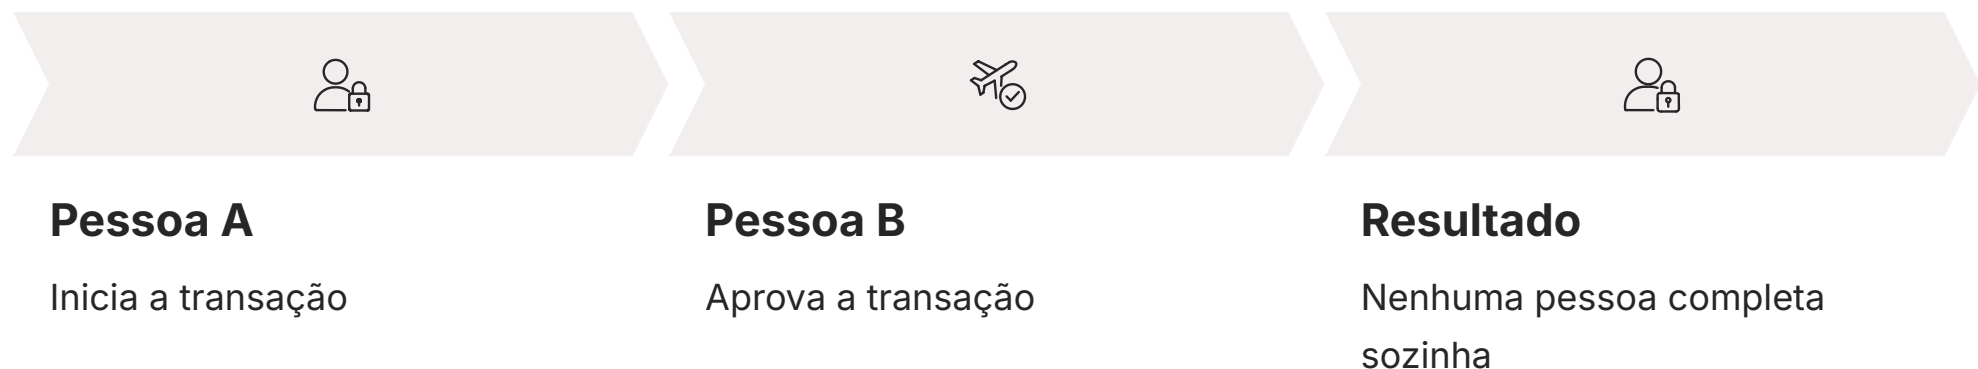 Pessoa A
Inicia a transação
Pessoa B
Aprova a transação
Resultado
Nenhuma pessoa completa
sozinha